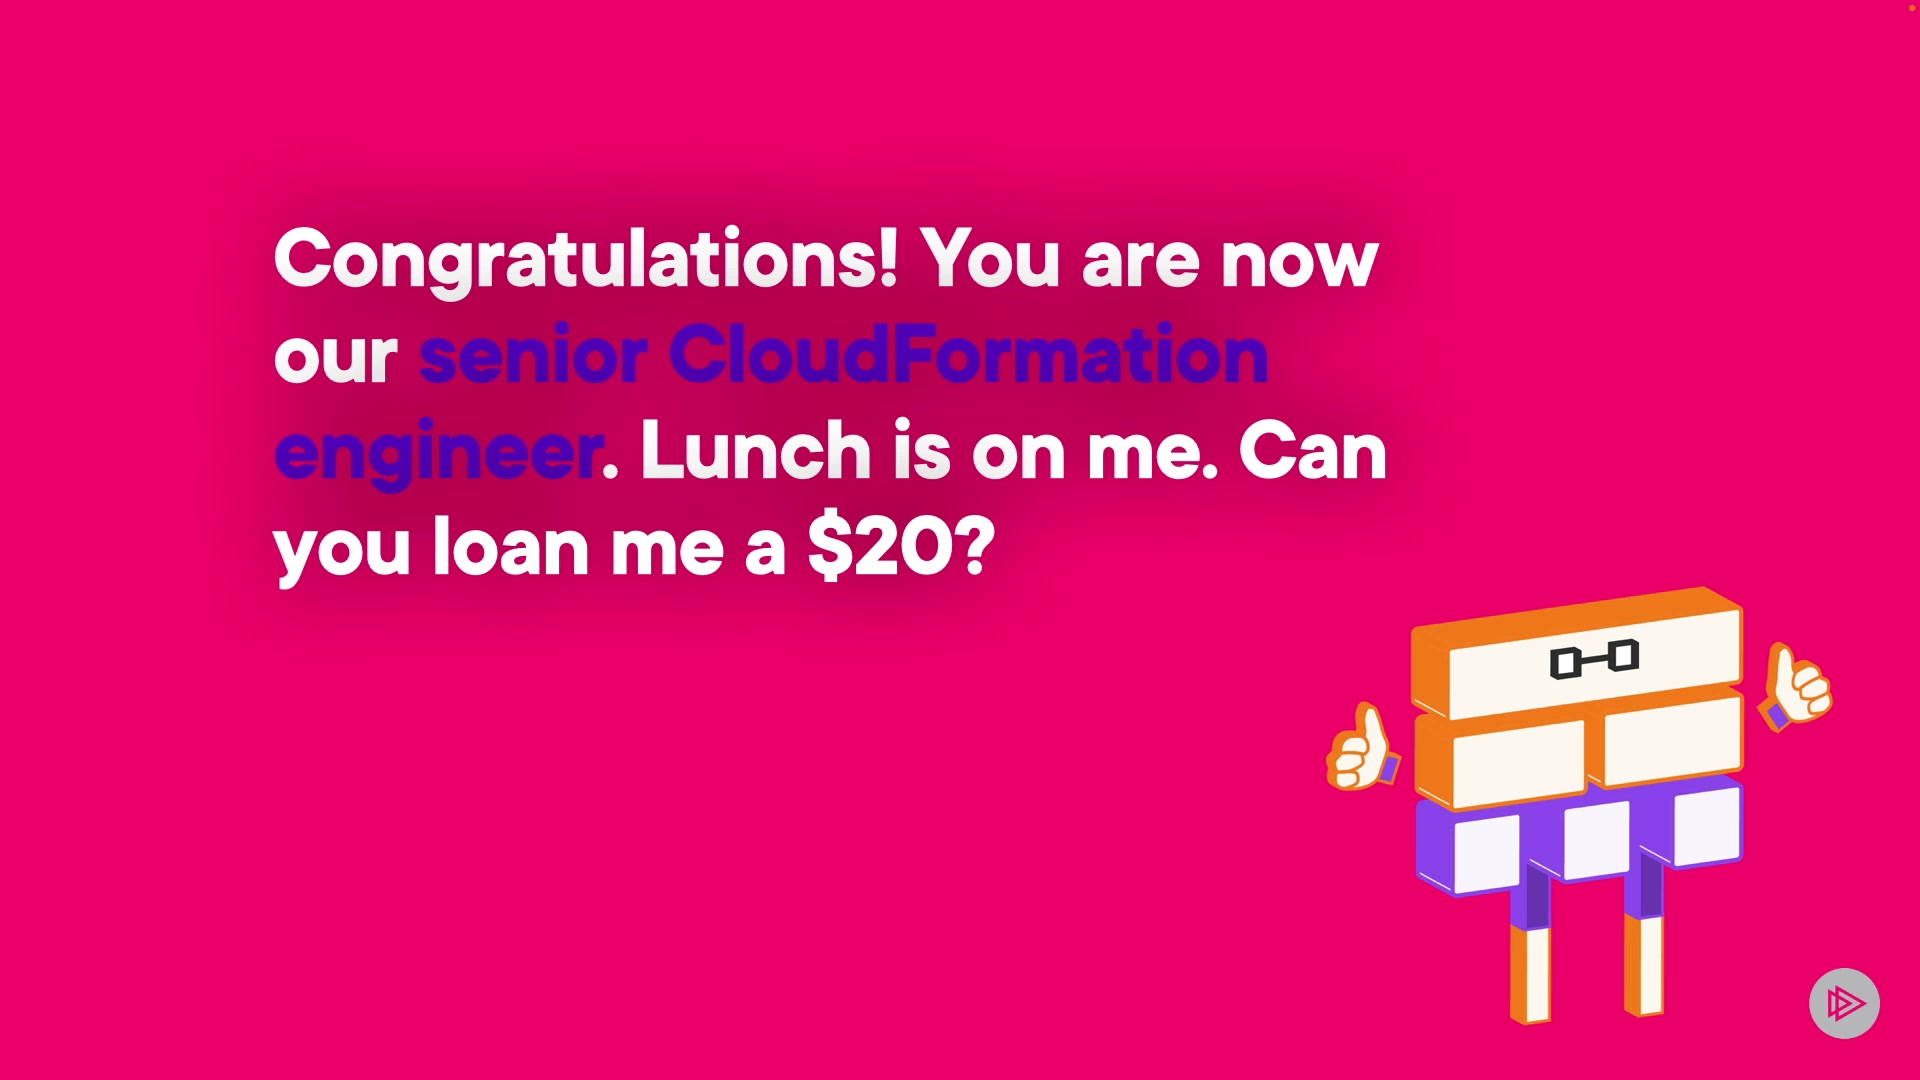 Congratulations! You are now
our senior CloudFormation
engineer. Lunch is on me. Can
you loan me a $20?